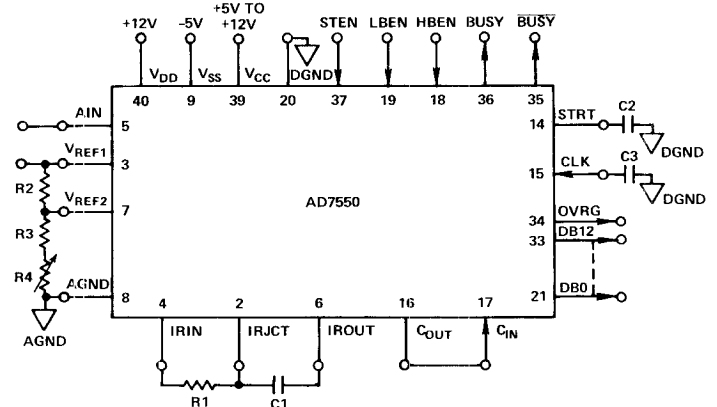 +5V TO
+12V -5V +12V STEN LBEN HBEN BUSY BUSY
VDD VSS VCC DGND
40 9 39 20 37 19 18 36 35
AIN 5
VREF1 3
R2
VREF2 7
R3
R4
AGND 8
AGND
AD7550
14 STRT C2
DGND
15 CLK C3
DGND
34 OVRG
33 DB12
21 DB0
4 2 6 16 17
IRIN IRJCT IROUT COUT CIN
R1 C1